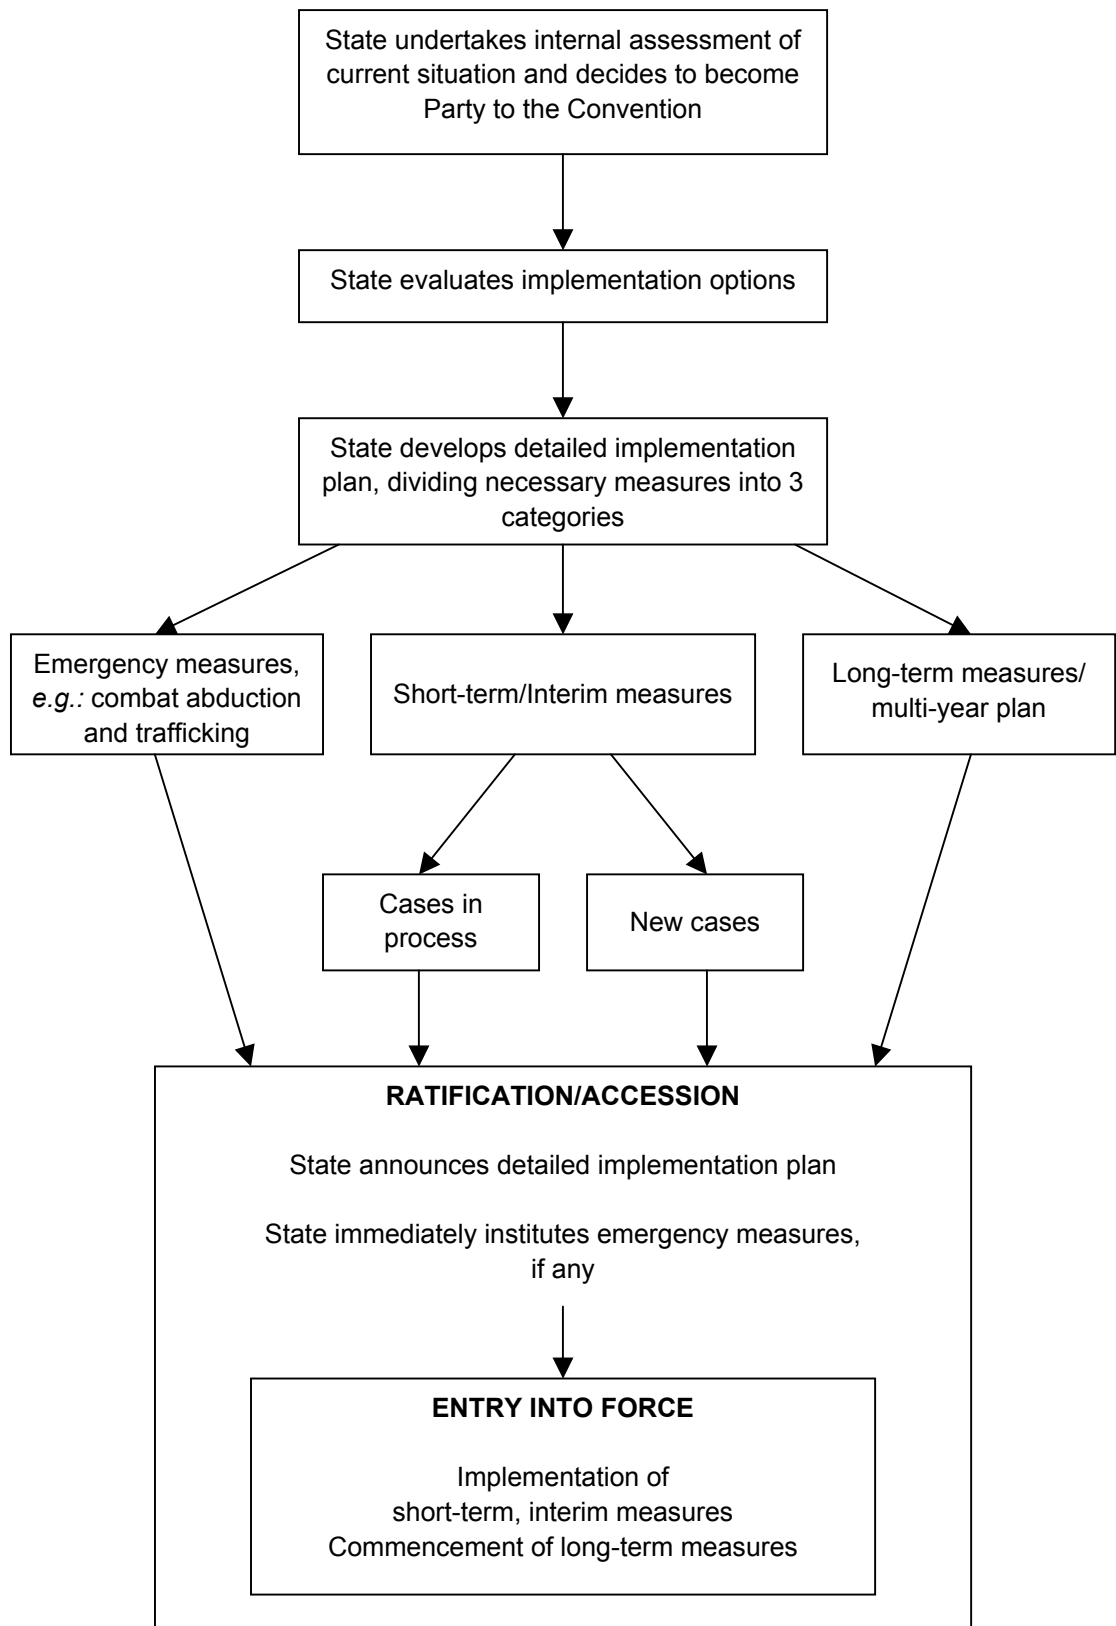 State undertakes internal assessment of
current situation and decides to become
Party to the Convention
State evaluates implementation options
State develops detailed implementation
plan, dividing necessary measures into 3
categories
Emergency measures,
e.g.: combat abduction
and trafficking
Short-term/Interim measures
Long-term measures/
multi-year plan
Cases in
process
New cases
RATIFICATION/ACCESSION
State announces detailed implementation plan
State immediately institutes emergency measures,
if any
ENTRY INTO FORCE
Implementation of
short-term, interim measures
Commencement of long-term measures